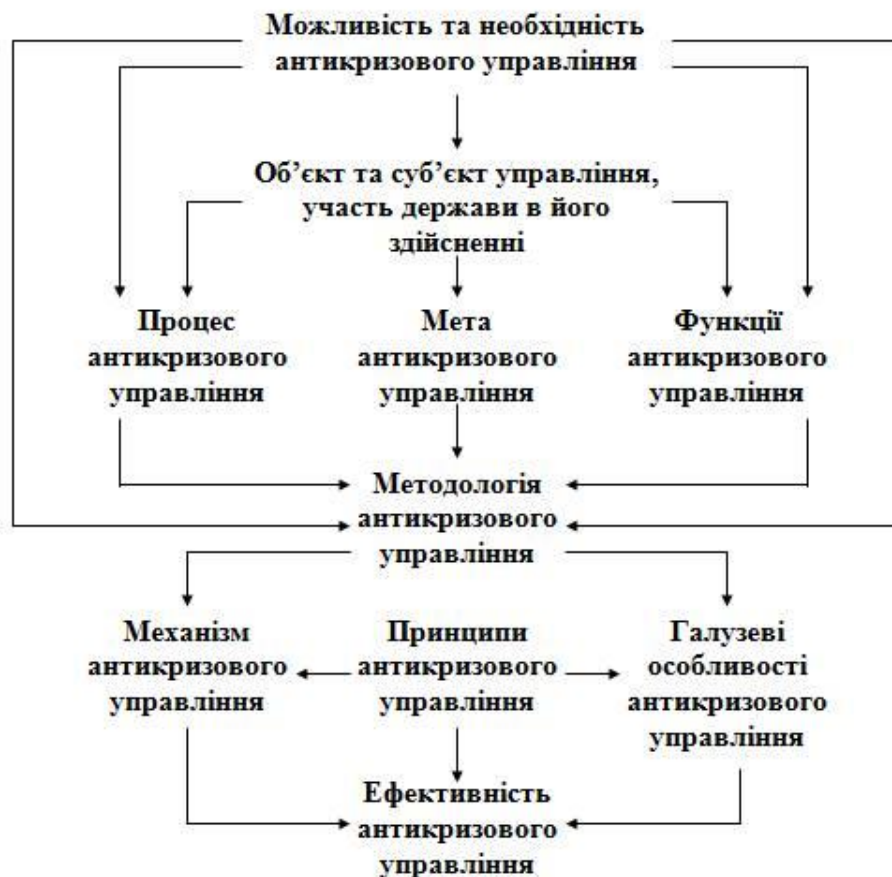 Можливість та необхідність
антикризового управління
Об’єкт та суб’єкт управління,
участь держави в його
здійсненні
Процес
антикризового
управління
Мета
антикризового
управління
Функції
антикризового
управління
Методологія
антикризового
управління
Механізм
антикризового
управління
Принципи
антикризового
управління
Галузеві
особливості
антикризового
управління
Ефективність
антикризового
управління